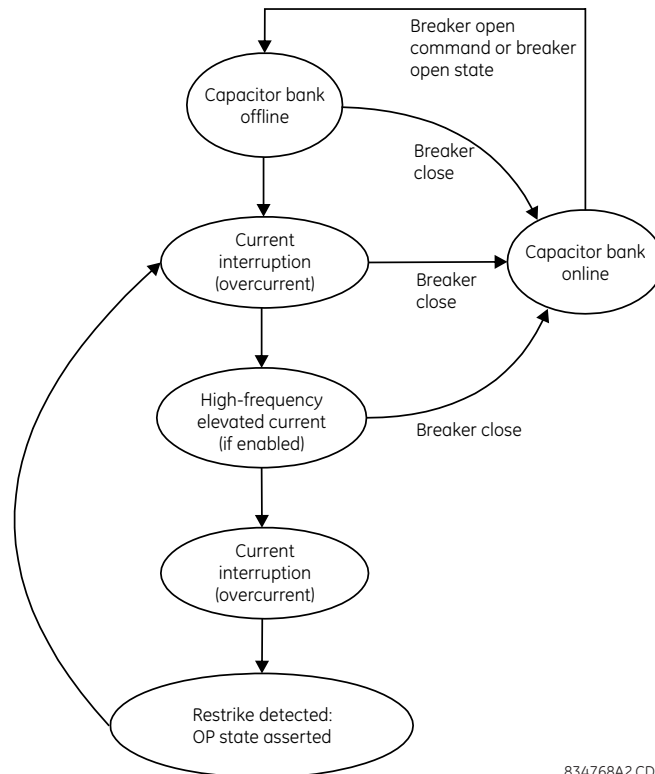 Breaker open
command or breaker
open state
Capacitor bank
offline
Breaker
close
Current
interruption
(overcurrent)
Capacitor bank
online
Breaker
close
High-frequency
elevated current
(if enabled)
Breaker close
Current
interruption
(overcurrent)
Restrike detected:
OP state asserted
834768A2.CD